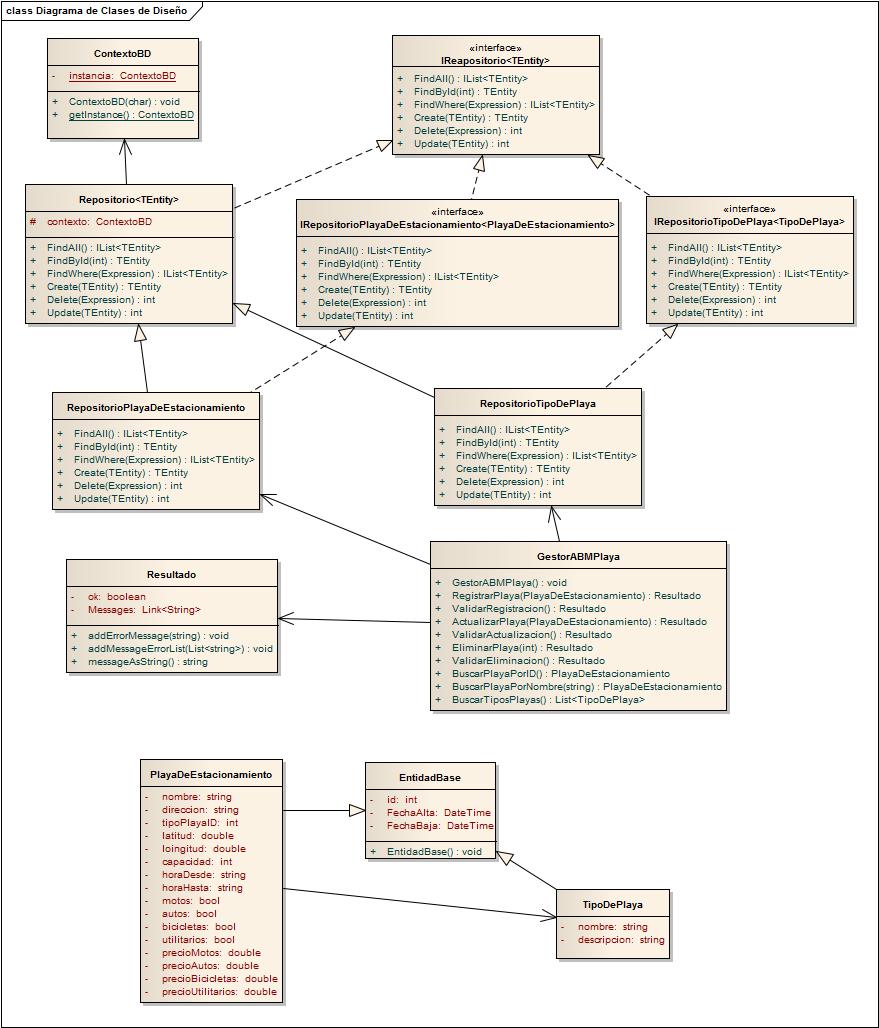 class Diagrama de Clases de Diseño
ContextoBD
- instancia: ContextoBD
+ ContextoBD(char) : void
+ getInstance() : ContextoBD
«interface»
IReapositorio<TEntity>
+ FindAll() : IList<TEntity>
+ FindById(int) : TEntity
+ FindWhere(Expression) : IList<TEntity>
+ Create(TEntity) : TEntity
+ Delete(Expression) : int
+ Update(TEntity) : int
Repositorio<TEntity>
# contexto: ContextoBD
+ FindAll() : IList<TEntity>
+ FindById(int) : TEntity
+ FindWhere(Expression) : IList<TEntity>
+ Create(TEntity) : TEntity
+ Delete(Expression) : int
+ Update(TEntity) : int
«interface»
IRepositorioPlayaDeEstacionamiento<PlayaDeEstacionamiento>
+ FindAll() : IList<TEntity>
+ FindById(int) : TEntity
+ FindWhere(Expression) : IList<TEntity>
+ Create(TEntity) : TEntity
+ Delete(Expression) : int
+ Update(TEntity) : int
«interface»
IRepositorioTipoDePlaya<TipoDePlaya>
+ FindAll() : IList<TEntity>
+ FindById(int) : TEntity
+ FindWhere(Expression) : IList<TEntity>
+ Create(TEntity) : TEntity
+ Delete(Expression) : int
+ Update(TEntity) : int
RepositorioPlayaDeEstacionamiento
+ FindAll() : IList<TEntity>
+ FindById(int) : TEntity
+ FindWhere(Expression) : IList<TEntity>
+ Create(TEntity) : TEntity
+ Delete(Expression) : int
+ Update(TEntity) : int
RepositorioTipoDePlaya
+ FindAll() : IList<TEntity>
+ FindById(int) : TEntity
+ FindWhere(Expression) : IList<TEntity>
+ Create(TEntity) : TEntity
+ Delete(Expression) : int
+ Update(TEntity) : int
Resultado
- ok: boolean
- Messages: Link<String>
+ addErrorMessage(string) : void
+ addMessageErrorList(List<string>) : void
+ messageAsString() : string
GestorABMPlaya
+ GestorABMPlaya() : void
+ RegistrarPlaya(PlayaDeEstacionamiento) : Resultado
+ ValidarRegistracion() : Resultado
+ ActualizarPlaya(PlayaDeEstacionamiento) : Resultado
+ ValidarActualizacion() : Resultado
+ EliminarPlaya(int) : Resultado
+ ValidarEliminacion() : Resultado
+ BuscarPlayaPorID() : PlayaDeEstacionamiento
+ BuscarPlayaPorNombre(string) : PlayaDeEstacionamiento
+ BuscarTiposPlayas() : List<TipoDePlaya>
PlayaDeEstacionamiento
- nombre: string
- direccion: string
- tipoPlayaID: int
- latitud: double
- loingitud: double
- capacidad: int
- horaDesde: string
- horaHasta: string
- motos: bool
- autos: bool
- bicicletas: bool
- utilitarios: bool
- precioMotos: double
- precioAutos: double
- precioBicicletas: double
- precioUtilitarios: double
EntidadBase
- id: int
- FechaAlta: DateTime
- FechaBaja: DateTime
+ EntidadBase() : void
TipoDePlaya
- nombre: string
- descripcion: string